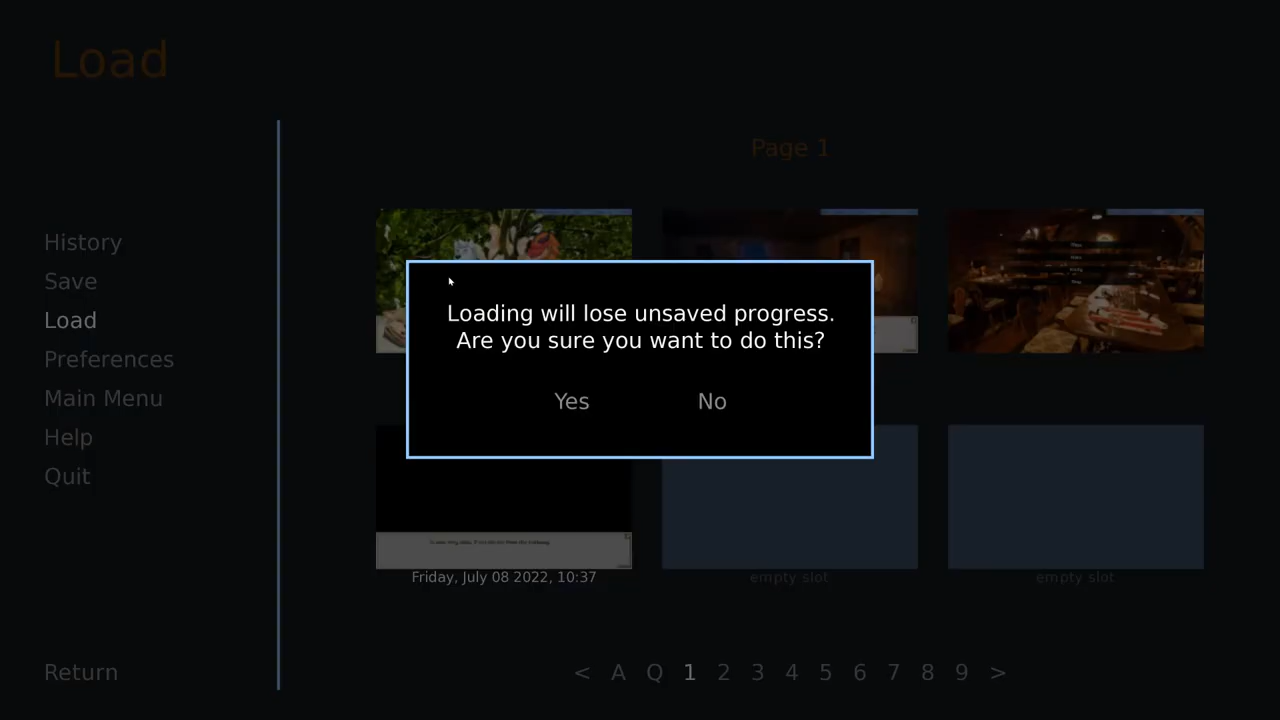 Load
Page 1
History
Save
Load
Preferences
Main Menu
Help
Quit
Loading will lose unsaved progress.
Are you sure you want to do this?
Yes No
Friday, July 08 2022, 10:37
empty slot
empty slot
Return
< A Q 1 2 3 4 5 6 7 8 9 >